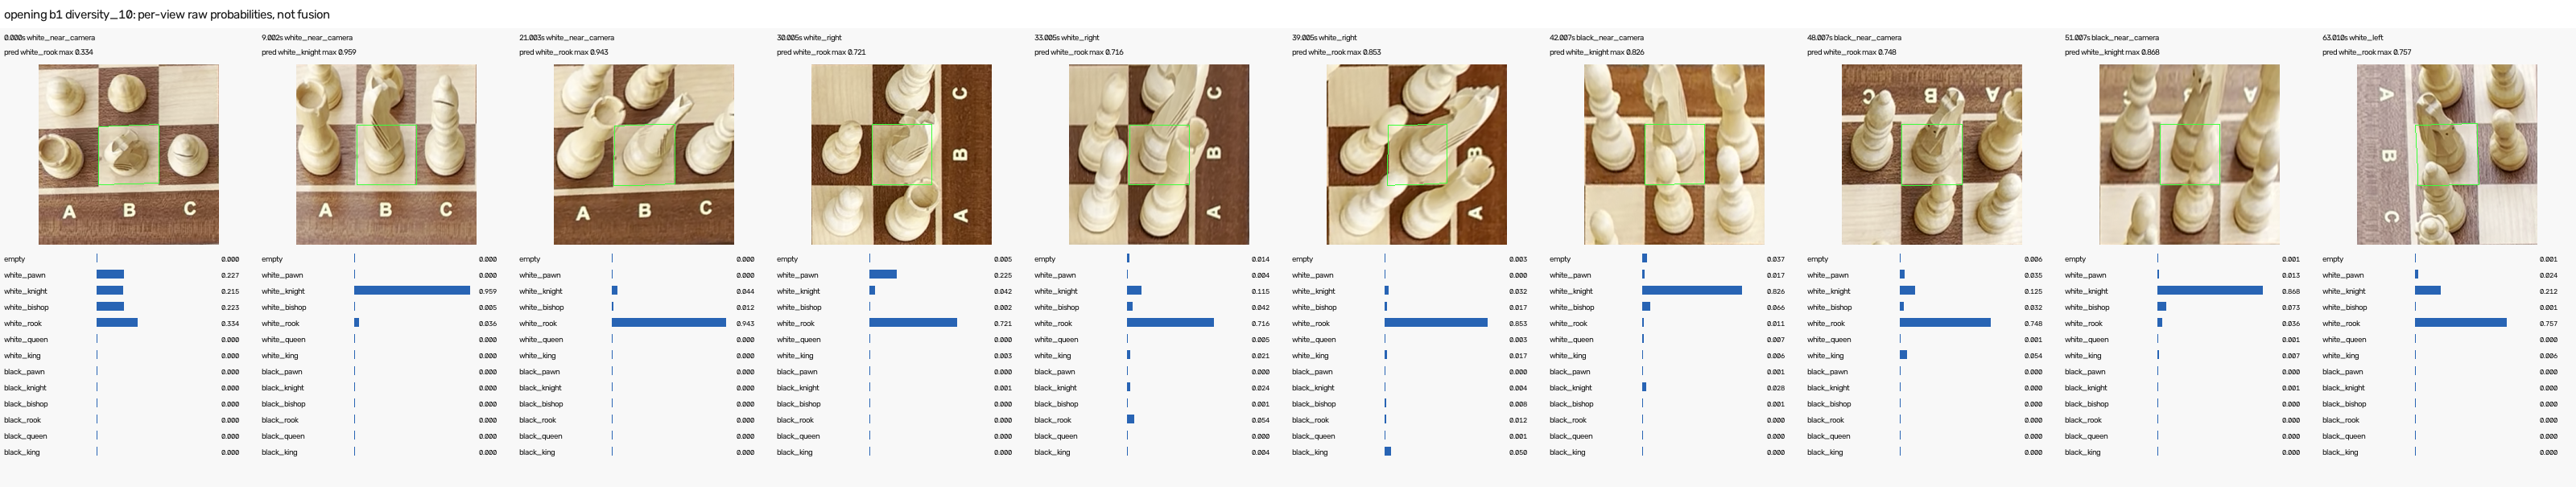 opening b1 diversity_10: per-view raw probabilities, not fusion
0.000s white_near_camera
pred white_rook max 0.334
A B C
empty 0.000
white_pawn 0.227
white_knight 0.215
white_bishop 0.223
white_rook 0.334
white_queen 0.000
white_king 0.000
black_pawn 0.000
black_knight 0.000
black_bishop 0.000
black_rook 0.000
black_queen 0.000
black_king 0.000
9.002s white_near_camera
pred white_knight max 0.959
A B C
empty 0.000
white_pawn 0.000
white_knight 0.959
white_bishop 0.005
white_rook 0.036
white_queen 0.000
white_king 0.000
black_pawn 0.000
black_knight 0.000
black_bishop 0.000
black_rook 0.000
black_queen 0.000
black_king 0.000
21.003s white_near_camera
pred white_rook max 0.943
A B C
empty 0.000
white_pawn 0.000
white_knight 0.044
white_bishop 0.012
white_rook 0.943
white_queen 0.000
white_king 0.000
black_pawn 0.000
black_knight 0.000
black_bishop 0.000
black_rook 0.000
black_queen 0.000
black_king 0.000
30.005s white_right
pred white_rook max 0.721
C
B
A
empty 0.005
white_pawn 0.225
white_knight 0.042
white_bishop 0.002
white_rook 0.721
white_queen 0.000
white_king 0.003
black_pawn 0.000
black_knight 0.001
black_bishop 0.000
black_rook 0.000
black_queen 0.000
black_king 0.000
33.005s white_right
pred white_rook max 0.716
C
B
A
empty 0.014
white_pawn 0.004
white_knight 0.115
white_bishop 0.042
white_rook 0.716
white_queen 0.005
white_king 0.021
black_pawn 0.000
black_knight 0.024
black_bishop 0.001
black_rook 0.054
black_queen 0.000
black_king 0.004
39.005s white_right
pred white_rook max 0.853
B
A
empty 0.003
white_pawn 0.000
white_knight 0.032
white_bishop 0.017
white_rook 0.853
white_queen 0.003
white_king 0.017
black_pawn 0.000
black_knight 0.004
black_bishop 0.008
black_rook 0.012
black_queen 0.001
black_king 0.050
42.007s black_near_camera
pred white_knight max 0.826
empty 0.037
white_pawn 0.017
white_knight 0.826
white_bishop 0.066
white_rook 0.011
white_queen 0.007
white_king 0.006
black_pawn 0.001
black_knight 0.028
black_bishop 0.001
black_rook 0.000
black_queen 0.000
black_king 0.000
48.007s black_near_camera
pred white_rook max 0.748
C B A
empty 0.006
white_pawn 0.035
white_knight 0.125
white_bishop 0.032
white_rook 0.748
white_queen 0.001
white_king 0.054
black_pawn 0.000
black_knight 0.000
black_bishop 0.000
black_rook 0.000
black_queen 0.000
black_king 0.000
51.007s black_near_camera
pred white_knight max 0.868
C A
empty 0.001
white_pawn 0.013
white_knight 0.868
white_bishop 0.073
white_rook 0.036
white_queen 0.001
white_king 0.007
black_pawn 0.000
black_knight 0.001
black_bishop 0.000
black_rook 0.000
black_queen 0.000
black_king 0.000
63.010s white_left
pred white_rook max 0.757
A
B
C
empty 0.001
white_pawn 0.024
white_knight 0.212
white_bishop 0.001
white_rook 0.757
white_queen 0.000
white_king 0.006
black_pawn 0.000
black_knight 0.000
black_bishop 0.000
black_rook 0.000
black_queen 0.000
black_king 0.000